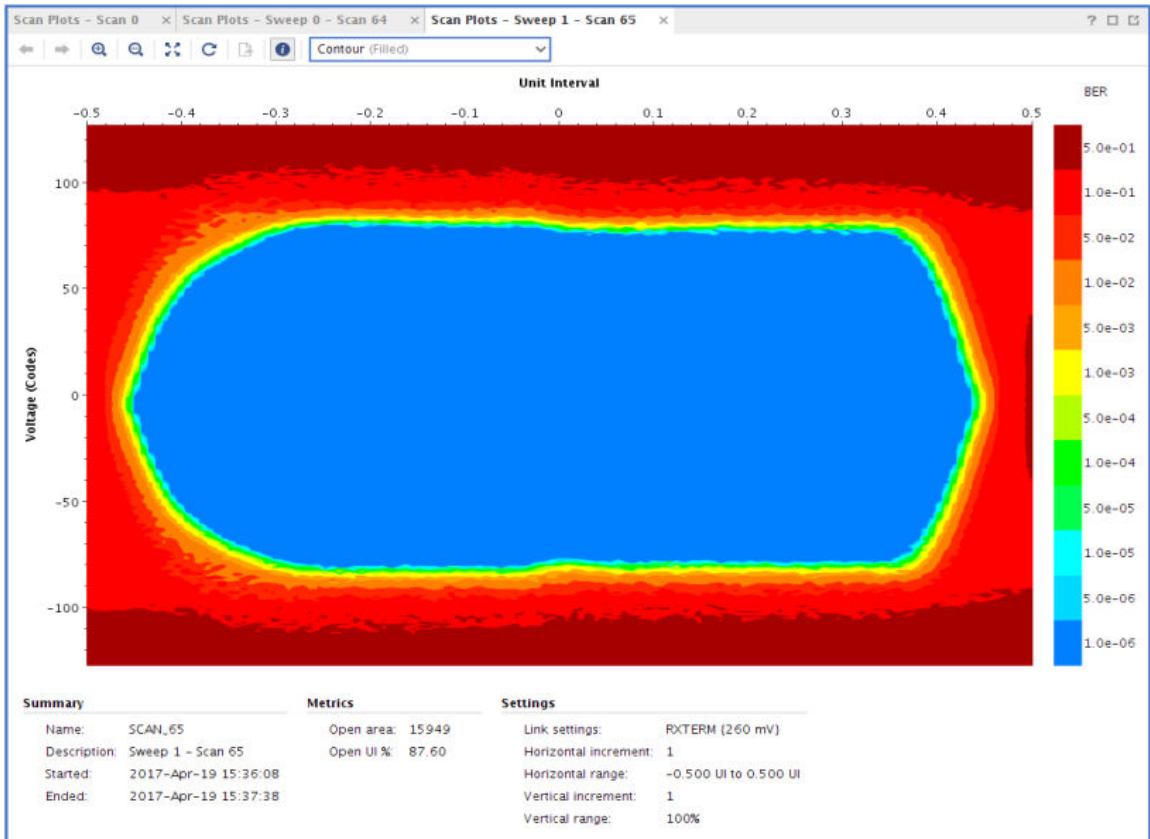 Scan Plots - Scan 0 × Scan Plots - Sweep 0 - Scan 64 × Scan Plots - Sweep 1 - Scan 65 × ?
Contour (Filled)
Unit Interval
BER
-0.5 -0.4 -0.3 -0.2 -0.1 0 0.1 0.2 0.3 0.4 0.5
Voltage (Codes)
100
50
0
-50
-100
5.0e-01
1.0e-01
5.0e-02
1.0e-02
5.0e-03
1.0e-03
5.0e-04
1.0e-04
5.0e-05
1.0e-05
5.0e-06
1.0e-06
Summary
Name: SCAN_65
Description: Sweep 1 - Scan 65
Started: 2017-Apr-19 15:36:08
Ended: 2017-Apr-19 15:37:38
Metrics
Open area: 15949
Open UI %: 87.60
Settings
Link settings: RXTERM {260 mV}
Horizontal increment: 1
Horizontal range: -0.500 UI to 0.500 UI
Vertical increment: 1
Vertical range: 100%